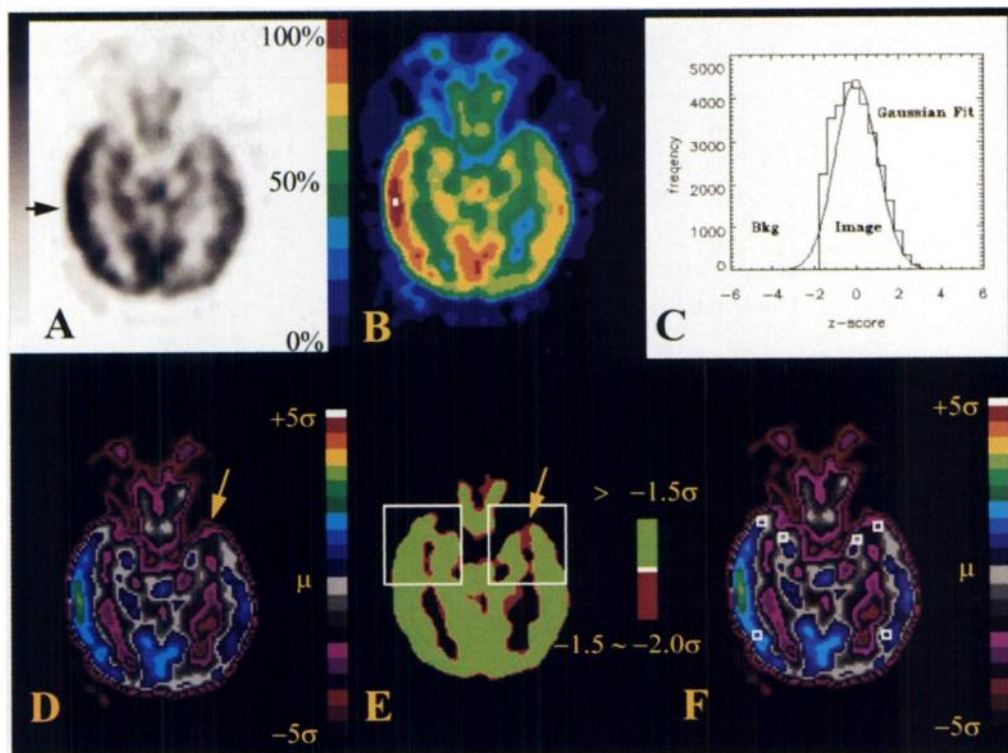 100%
50%
0%
A
B
5000
4000
3000
2000
1000
0
freqency
Gaussian Fit
Bkg
Image
-6
-4
-2
0
2
4
6
z-score
C
+5σ
μ
-5σ
D
> -1.5σ
-1.5 ~ -2.0σ
E
+5σ
μ
-5σ
F